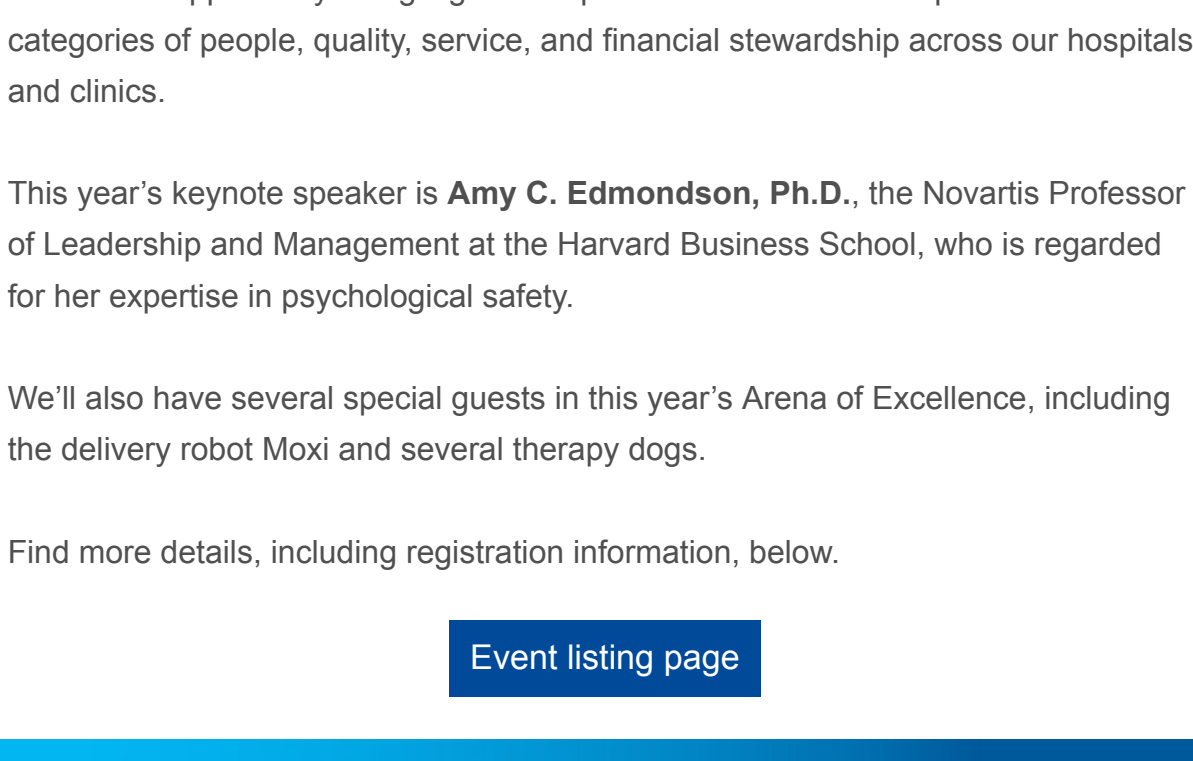 categories of people, quality, service, and financial stewardship across our hospitals
and clinics.
This year’s keynote speaker is Amy C. Edmondson, Ph.D., the Novartis Professor
of Leadership and Management at the Harvard Business School, who is regarded
for her expertise in psychological safety.
We’ll also have several special guests in this year’s Arena of Excellence, including
the delivery robot Moxi and several therapy dogs.
Find more details, including registration information, below.
Event listing page